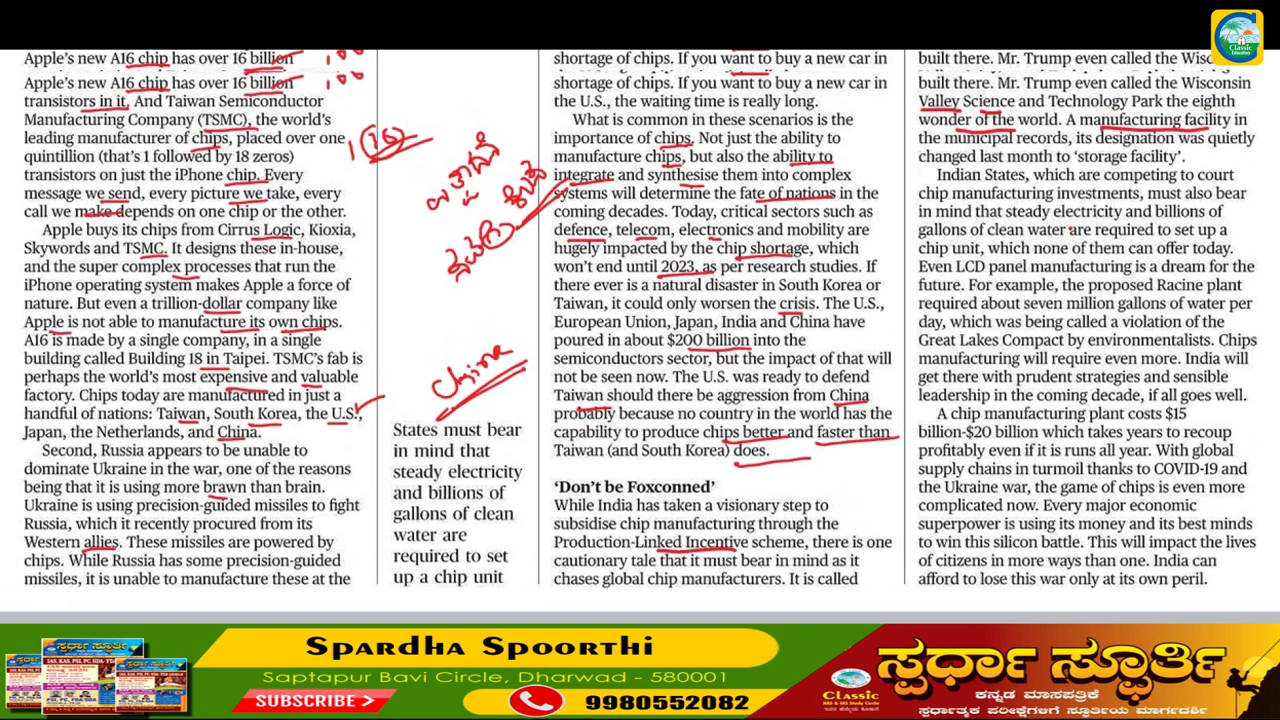 Apple's new A16 chip has over 16 billion
Apple's new A16 chip has over 16 billion
transistors in it. And Taiwan Semiconductor
Manufacturing Company (TSMC), the world's
leading manufacturer of chips, placed over one
quintillion (that's 1 followed by 18 zeros)
transistors on just the iPhone chip. Every
message we send, every picture we take, every
call we make depends on one chip or the other.
Apple buys its chips from Cirrus Logic, Kioxia,
Skywords and TSMC. It designs these in-house,
and the super complex processes that run the
iPhone operating system makes Apple a force of
nature. But even a trillion-dollar company like
Apple is not able to manufacture its own chips.
A16 is made by a single company, in a single
building called Building 18 in Taipei. TSMC's fab is
perhaps the world's most expensive and valuable
factory. Chips today are manufactured in just a
handful of nations: Taiwan, South Korea, the U.S.,
Japan, the Netherlands, and China.
Second, Russia appears to be unable to
dominate Ukraine in the war, one of the reasons
being that it is using more brawn than brain.
Ukraine is using precision-guided missiles to fight
Russia, which it recently procured from its
Western allies. These missiles are powered by
chips. While Russia has some precision-guided
missiles, it is unable to manufacture these at the
States must bear
in mind that
steady electricity
and billions of
gallons of clean
water are
required to set
up a chip unit
shortage of chips. If you want to buy a new car in
shortage of chips. If you want to buy a new car in
the U.S., the waiting time is really long.
What is common in these scenarios is the
importance of chips. Not just the ability to
manufacture chips, but also the ability to
integrate and synthesise them into complex
systems will determine the fate of nations in the
coming decades. Today, critical sectors such as
defence, telecom, electronics and mobility are
hugely impacted by the chip shortage, which
won't end until 2023, as per research studies. If
there ever is a natural disaster in South Korea or
Taiwan, it could only worsen the crisis. The U.S.,
European Union, Japan, India and China have
poured in about $200 billion into the
semiconductors sector, but the impact of that will
not be seen now. The U.S. was ready to defend
Taiwan should there be aggression from China
probably because no country in the world has the
capability to produce chips better and faster than
Taiwan (and South Korea) does.
'Don't be Foxconned'
While India has taken a visionary step to
subsidise chip manufacturing through the
Production-Linked Incentive scheme, there is one
cautionary tale that it must bear in mind as it
chases global chip manufacturers. It is called
built there. Mr. Trump even called the Wisc
built there. Mr. Trump even called the Wisconsin
Valley Science and Technology Park the eighth
wonder of the world. A manufacturing facility in
the municipal records, its designation was quietly
changed last month to 'storage facility'.
Indian States, which are competing to court
chip manufacturing investments, must also bear
in mind that steady electricity and billions of
gallons of clean water are required to set up a
chip unit, which none of them can offer today.
Even LCD panel manufacturing is a dream for the
future. For example, the proposed Racine plant
required about seven million gallons of water per
day, which was being called a violation of the
Great Lakes Compact by environmentalists. Chips
manufacturing will require even more. India will
get there with prudent strategies and sensible
leadership in the coming decade, if all goes well.
A chip manufacturing plant costs $15
billion-$20 billion which takes years to recoup
profitably even if it is runs all year. With global
supply chains in turmoil thanks to COVID-19 and
the Ukraine war, the game of chips is even more
complicated now. Every major economic
superpower is using its money and its best minds
to win this silicon battle. This will impact the lives
of citizens in more ways than one. India can
afford to lose this war only at its own peril.
Classic
Education
Spardha Spoorthi
Saptapur Bavi Circle, Dharwad - 580001
SUBSCRIBE
9980552082
Classic
KAS & IAS Study Circle
ಸ್ಪರ್ಧಾ ಸ್ಫೂರ್ತಿ
ಕನ್ನಡ ಮಾಸಪತ್ರಿಕೆ
ಸ್ಪರ್ಧಾತ್ಮಕ ಪರೀಕ್ಷೆಗಳಿಗೆ ಸ್ಫೂರ್ತಿಯ ಮಾರ್ಗದರ್ಶಿ